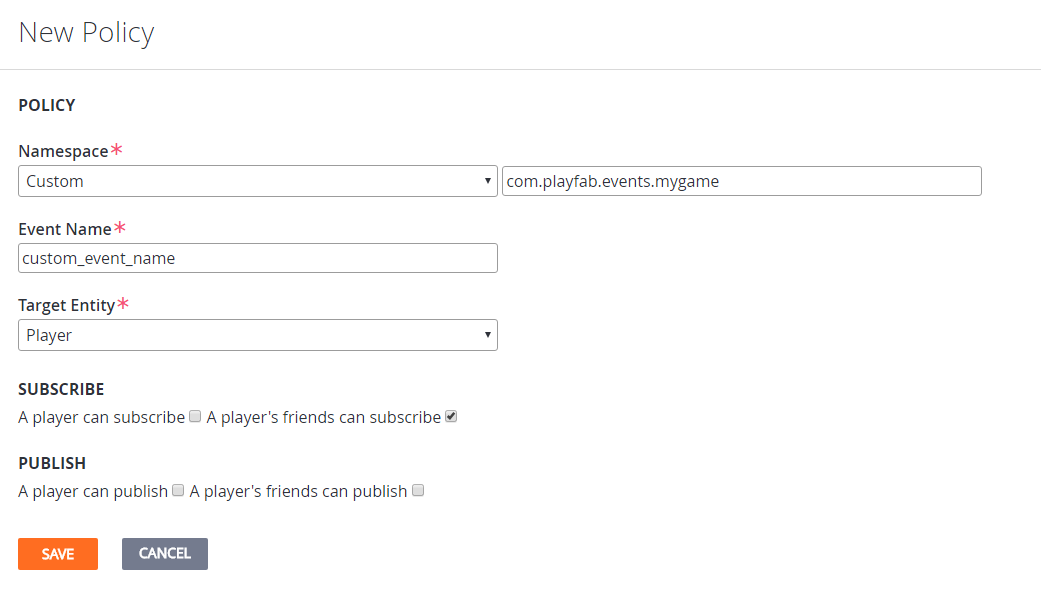 New Policy
POLICY
Namespace*
Custom com.playfab.events.mygame
Event Name*
custom_event_name
Target Entity*
Player
SUBSCRIBE
A player can subscribe A player's friends can subscribe
PUBLISH
A player can publish A player's friends can publish
SAVE CANCEL